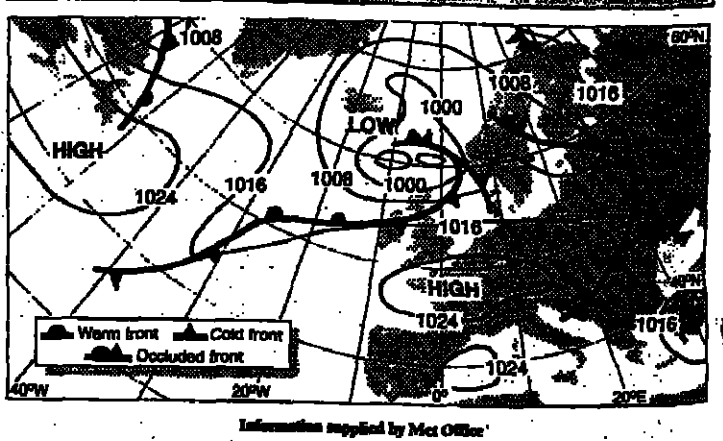 1008
60°N
1008
1016
1000
LOW
HIGH
1024
1016
1008
1000
1016
HIGH
40°N
1024
1016
Warm front
Cold front
Occluded front
1024
40°W
20°W
0°
20°E
Information supplied by Met Office